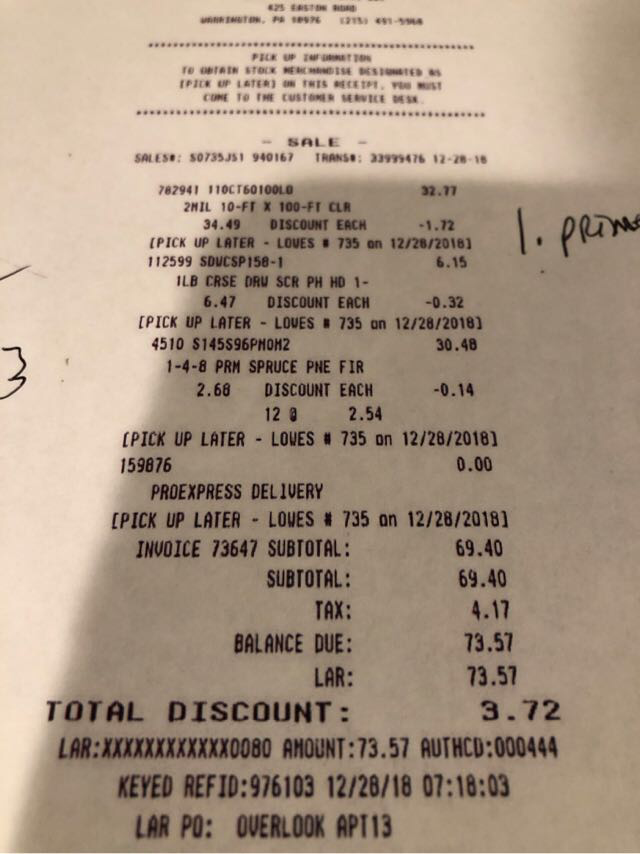 425 EASTON ROAD
WARRINGTON, PA 18976 (215) 491-5968
PICK UP INFORMATION
TO OBTAIN STOCK MERCHANDISE DESIGNATED AS
[PICK UP LATER] ON THIS RECEIPT, YOU MUST
COME TO THE CUSTOMER SERVICE DESK.
- SALE -
SALES#: S0735JS1 940167 TRANS#: 33999476 12-28-18
782941 110CT60100L0 32.77
2MIL 10-FT X 100-FT CLR
34.49 DISCOUNT EACH -1.72
[PICK UP LATER - LOWES # 735 on 12/28/2018]
1. PRIME
112599 SDWCSP158-1 6.15
1LB CRSE DRW SCR PH HD 1-
6.47 DISCOUNT EACH -0.32
[PICK UP LATER - LOWES # 735 on 12/28/2018]
3
4510 S145S96PMOM2 30.48
1-4-8 PRM SPRUCE PNE FIR
2.68 DISCOUNT EACH -0.14
12 @ 2.54
[PICK UP LATER - LOWES # 735 on 12/28/2018]
159876 0.00
PROEXPRESS DELIVERY
[PICK UP LATER - LOWES # 735 on 12/28/2018]
INVOICE 73647 SUBTOTAL: 69.40
SUBTOTAL: 69.40
TAX: 4.17
BALANCE DUE: 73.57
LAR: 73.57
TOTAL DISCOUNT: 3.72
LAR:XXXXXXXXXXXX0080 AMOUNT:73.57 AUTHCD:000444
KEYED REFID:976103 12/28/18 07:18:03
LAR PO: OVERLOOK APT13